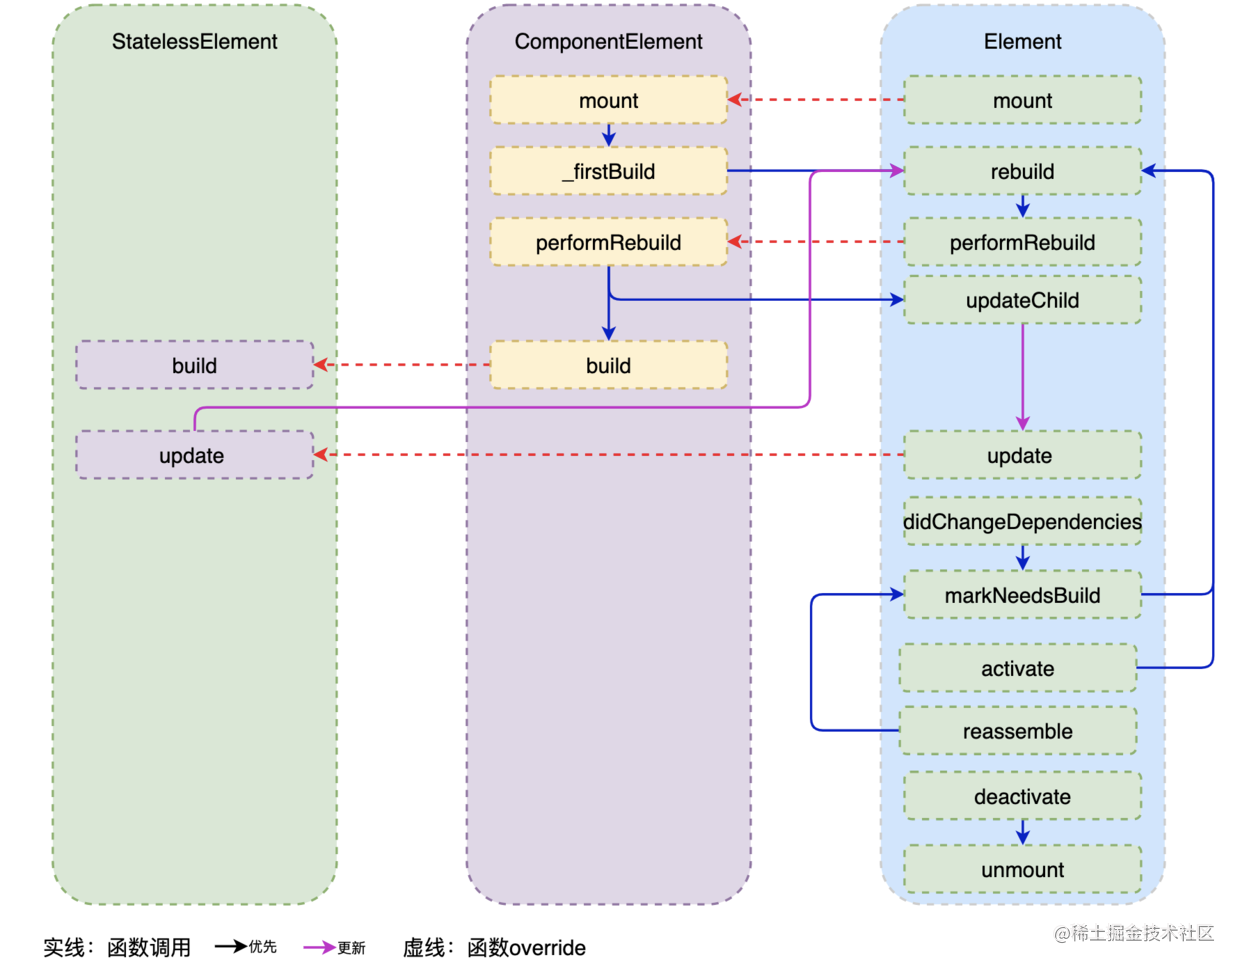 StatelessElement
ComponentElement
Element
mount
mount
_firstBuild
rebuild
performRebuild
performRebuild
updateChild
build
build
update
update
didChangeDependencies
markNeedsBuild
activate
reassemble
deactivate
unmount
实线：函数调用 优先 更新 虚线：函数override
@稀土掘金技术社区